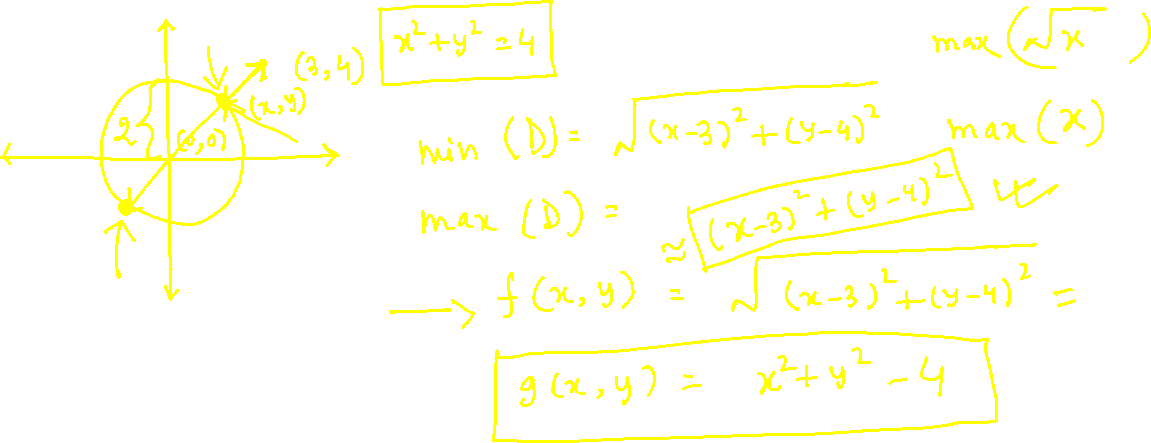 x²+y²=4
max(√x)
(3,4)
(x,y)
2
(0,0)
min (D) = √(x-3)²+(y-4)²
max(x)
max (D) =
≈ (x-3)²+(y-4)²
→ f(x,y) = √(x-3)²+(y-4)² =
g(x,y) = x²+y²-4